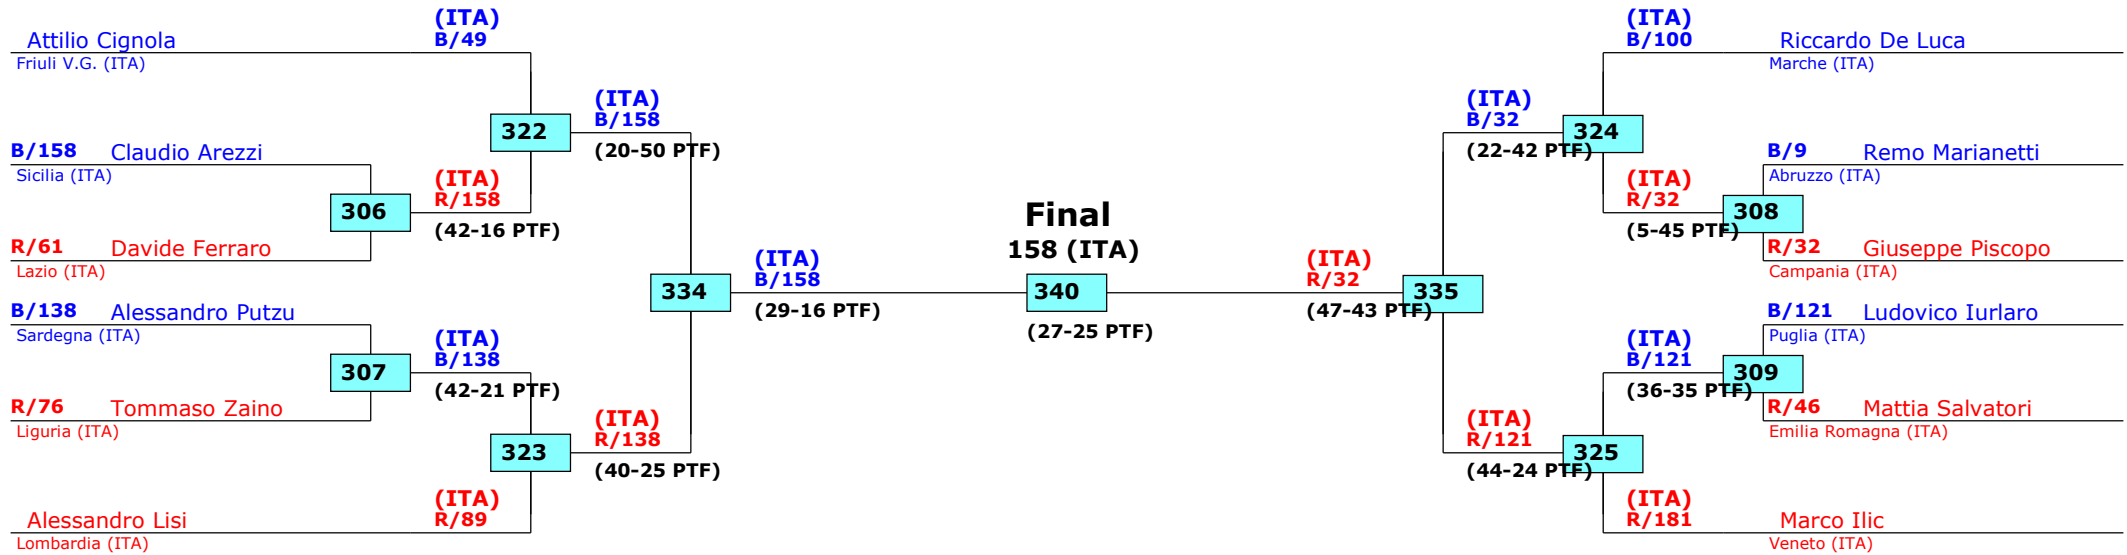 (ITA)
B/49
Attilio Cignola
Friuli V.G. (ITA)
322
(ITA)
B/158
(20-50 PTF)
B/158 Claudio Arezzi
Sicilia (ITA)
306
(ITA)
R/158
(42-16 PTF)
R/61 Davide Ferraro
Lazio (ITA)
334
(ITA)
B/158
(29-16 PTF)
B/138 Alessandro Putzu
Sardegna (ITA)
307
(ITA)
B/138
(42-21 PTF)
R/76 Tommaso Zaino
Liguria (ITA)
323
(ITA)
R/138
(40-25 PTF)
(ITA)
R/89
Alessandro Lisi
Lombardia (ITA)
Final
158 (ITA)
340
(27-25 PTF)
(ITA)
R/32
(47-43 PTF)
335
(ITA)
B/100
Riccardo De Luca
Marche (ITA)
(ITA)
B/32
(22-42 PTF)
324
B/9 Remo Marianetti
Abruzzo (ITA)
(ITA)
R/32
(5-45 PTF)
308
R/32 Giuseppe Piscopo
Campania (ITA)
B/121 Ludovico Iurlaro
Puglia (ITA)
(ITA)
B/121
(36-35 PTF)
309
R/46 Mattia Salvatori
Emilia Romagna (ITA)
(ITA)
R/121
(44-24 PTF)
325
(ITA)
R/181
Marco Ilic
Veneto (ITA)